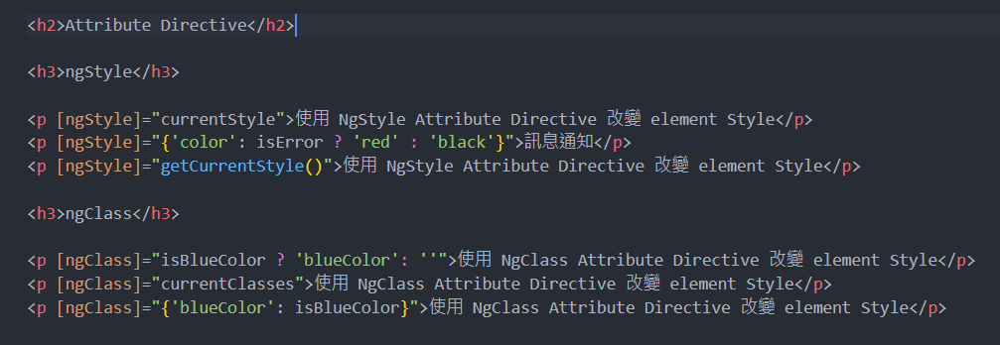 <h2>Attribute Directive</h2>
<h3>ngStyle</h3>
<p [ngStyle]="currentStyle">使用 NgStyle Attribute Directive 改變 element Style</p>
<p [ngStyle]="{'color': isError ? 'red' : 'black'}">訊息通知</p>
<p [ngStyle]="getCurrentStyle()">使用 NgStyle Attribute Directive 改變 element Style</p>
<h3>ngClass</h3>
<p [ngClass]="isBlueColor ? 'blueColor': ''">使用 NgClass Attribute Directive 改變 element Style</p>
<p [ngClass]="currentClasses">使用 NgClass Attribute Directive 改變 element Style</p>
<p [ngClass]="{'blueColor': isBlueColor}">使用 NgClass Attribute Directive 改變 element Style</p>